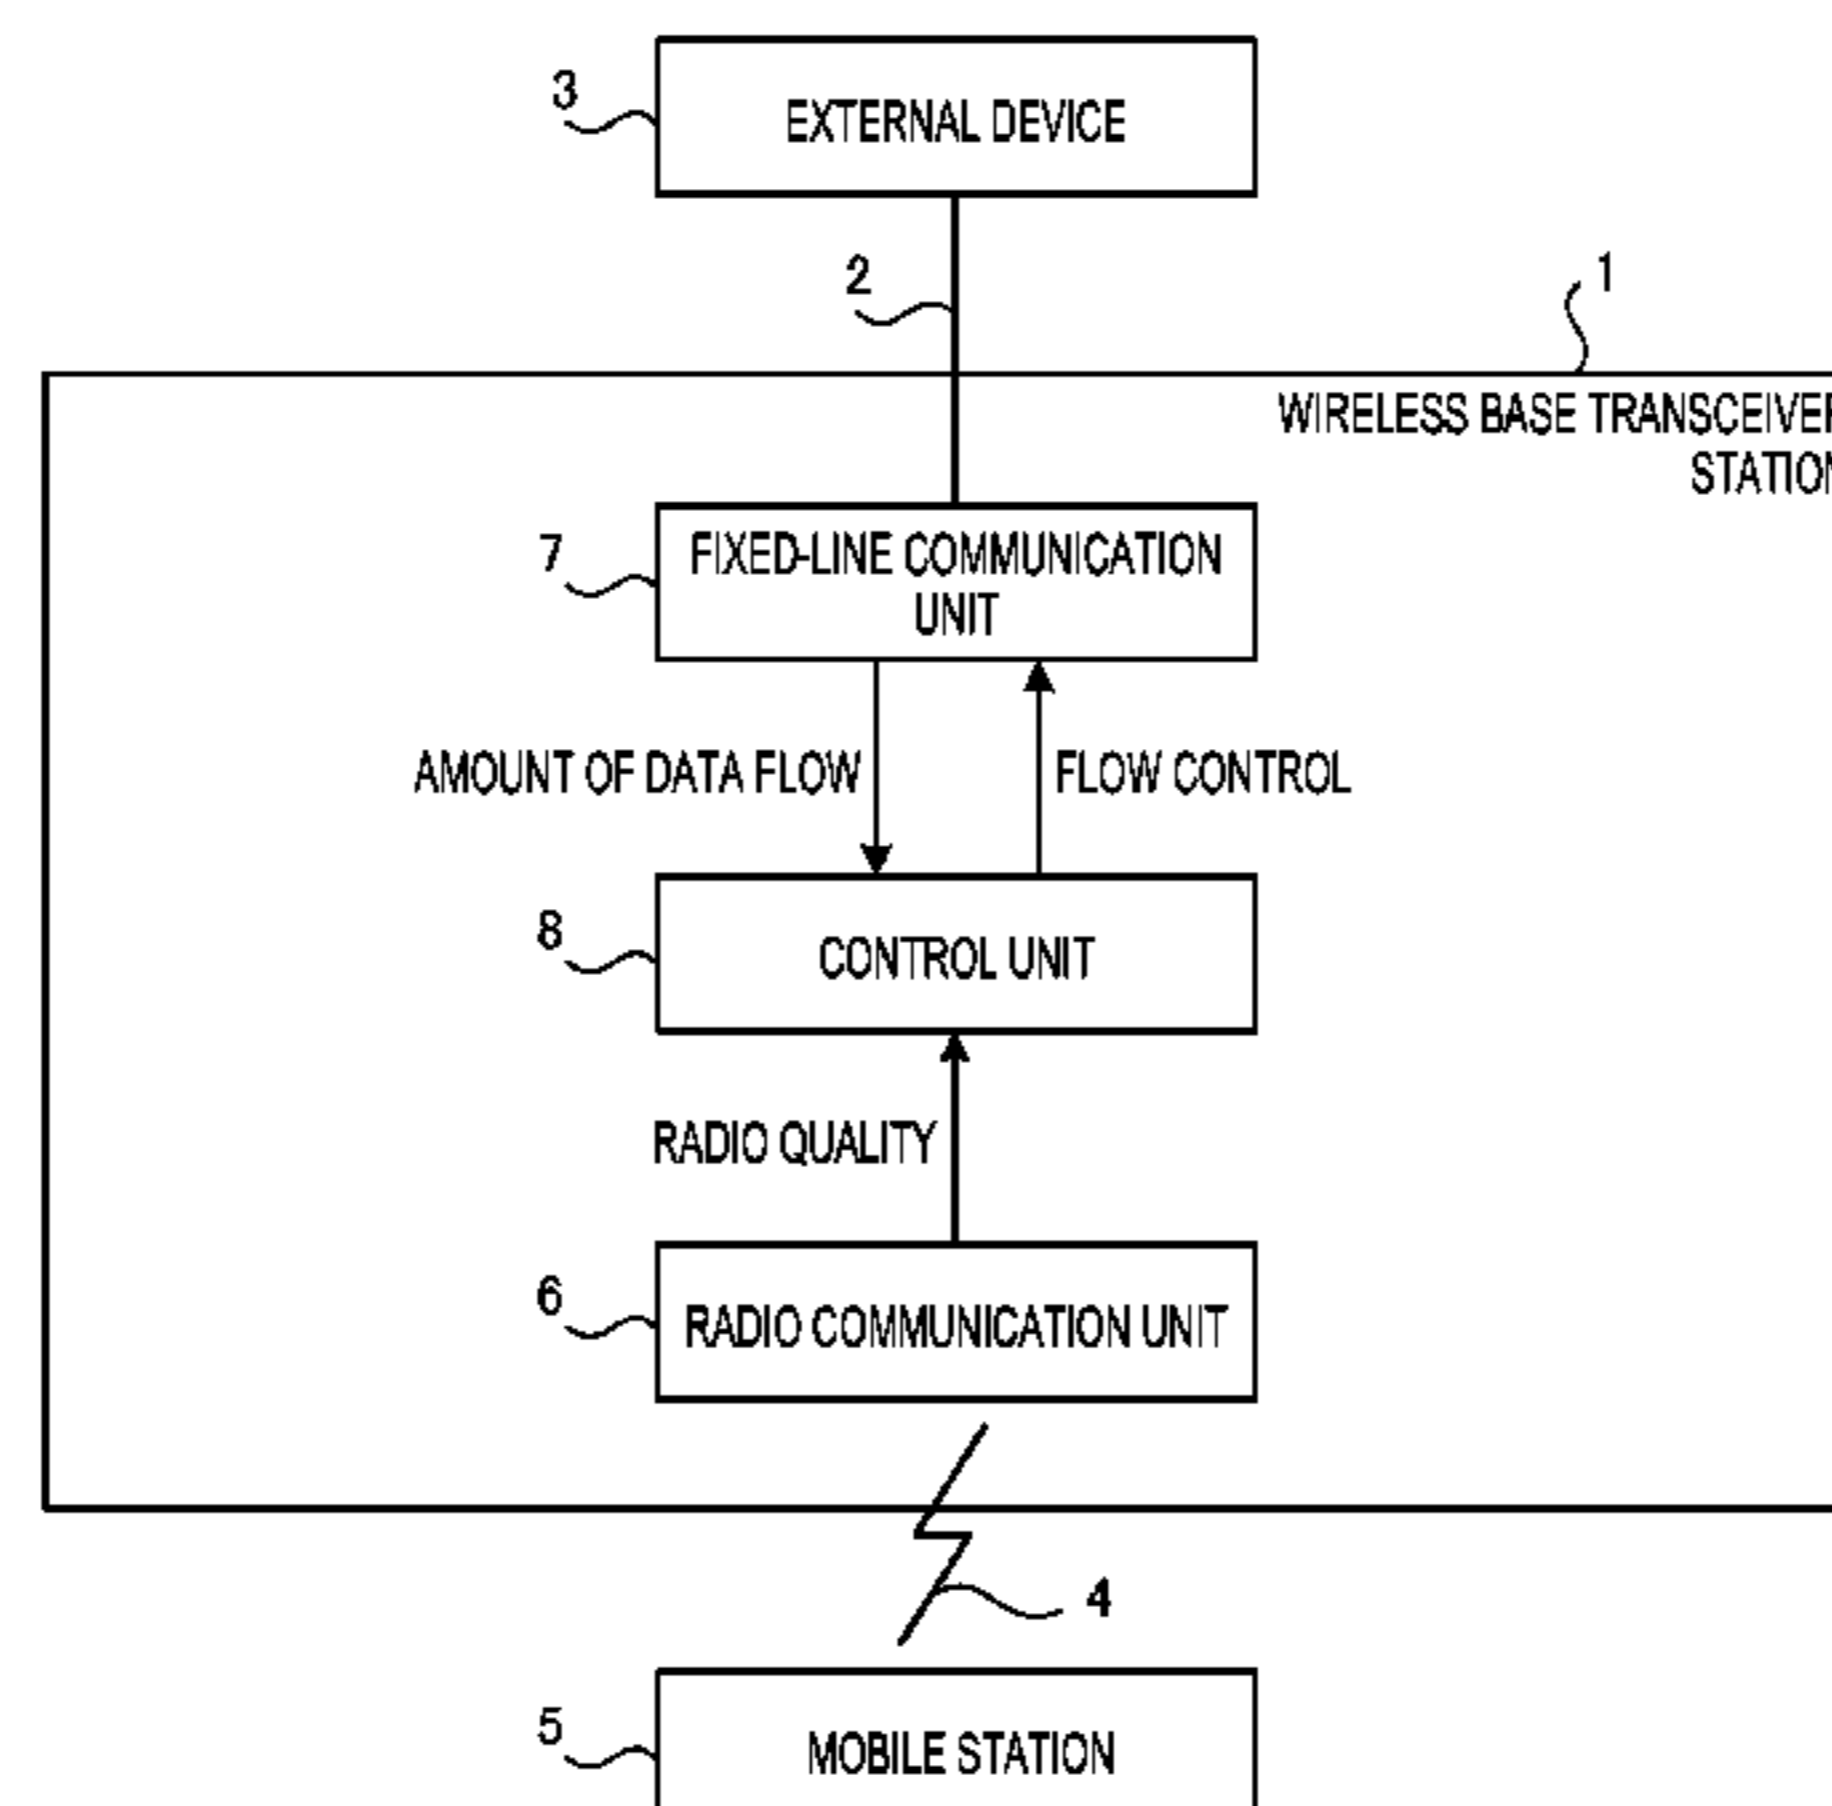 3
EXTERNAL DEVICE
2
1
WIRELESS BASE TRANSCEIVER
STATION
7
FIXED-LINE COMMUNICATION
UNIT
AMOUNT OF DATA FLOW
FLOW CONTROL
8
CONTROL UNIT
RADIO QUALITY
6
RADIO COMMUNICATION UNIT
4
5
MOBILE STATION